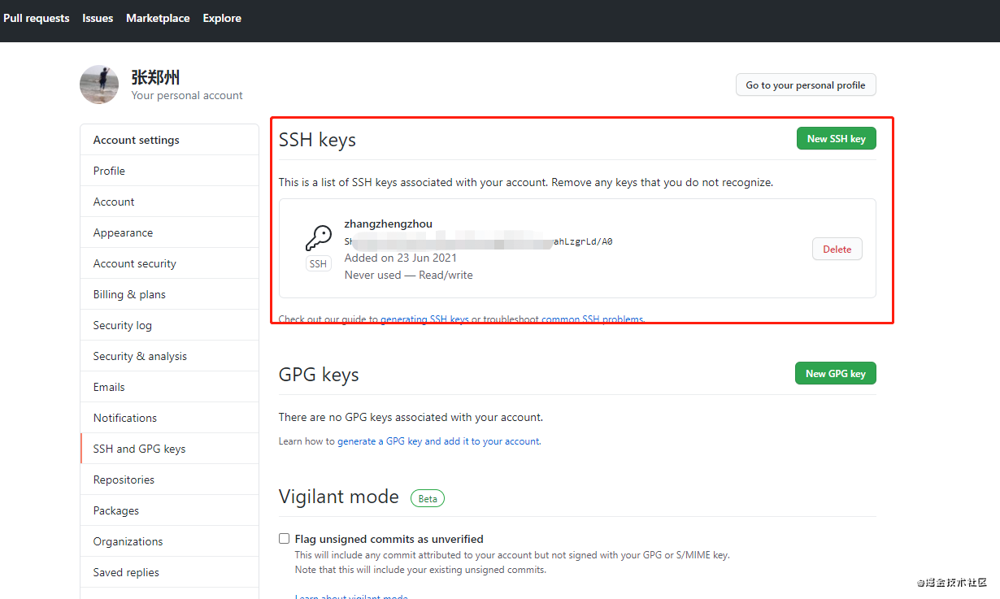 Pull requests Issues Marketplace Explore
张郑州
Your personal account
Go to your personal profile
Account settings
Profile
Account
Appearance
Account security
Billing & plans
Security log
Security & analysis
Emails
Notifications
SSH and GPG keys
Repositories
Packages
Organizations
Saved replies
SSH keys
New SSH key
This is a list of SSH keys associated with your account. Remove any keys that you do not recognize.
zhangzhengzhou
ahLzgrLd/A0
Added on 23 Jun 2021
Never used — Read/write
SSH
Delete
Check out our guide to generating SSH keys or troubleshoot common SSH problems.
GPG keys
New GPG key
There are no GPG keys associated with your account.
Learn how to generate a GPG key and add it to your account.
Vigilant mode Beta
Flag unsigned commits as unverified
This will include any commit attributed to your account but not signed with your GPG or S/MIME key.
Note that this will include your existing unsigned commits.
Learn about vigilant mode.
@掘金技术社区